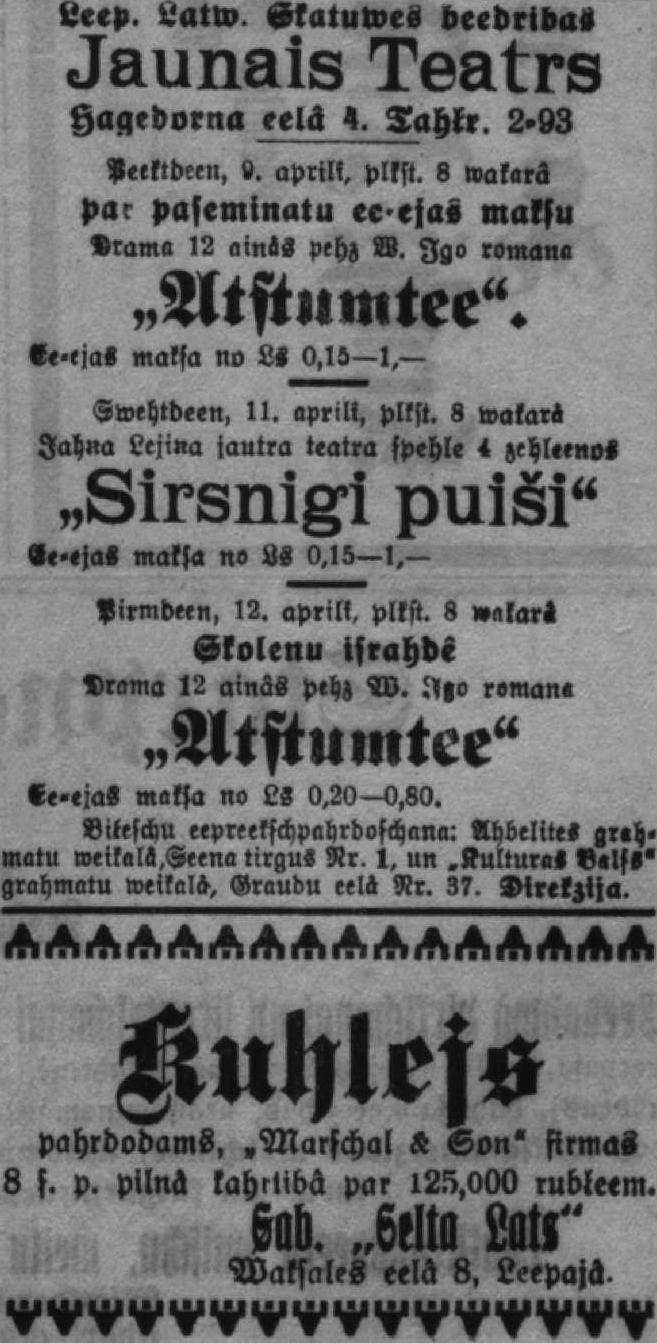 Leep. Latw. Skatuwes beedribas
Jaunais Teatrs
Hagedorna eelâ 4. Tahlr. 2-93
Peektdeen, 9. aprilī, plkst. 8 wakarâ
par paseminatu ee-ejas maksu
Drama 12 ainâs pehz W. Igo romana
„Atstumtee“.
Ee-ejas maksa no Ls 0,15—1,—
Swehtdeen, 11. aprilī, plkst. 8 wakarâ
Jahna Lejina jautra teatra spehle 4 zehleenos
„Sirsnigi puiši“
Ee-ejas maksa no Ls 0,15—1,—
Pirmdeen, 12. aprilī, plkst. 8 wakarâ
Skolenu israhdê
Drama 12 ainâs pehz W. Igo romana
„Atstumtee“
Ee-ejas maksa no Ls 0,20—0,80.
Bileschu eepreekschpahrdoschana: Ahbelites grah-
matu weikalâ, Seena tirgus Nr. 1, un „Kulturas Balss“
grahmatu weikalâ, Graudu eelâ Nr. 37. Direkzija.
Kuhlejs
pahrdodams, „Marschal & Son“ firmas
8 s. p. pilnâ kahrtibâ par 125,000 rubleem.
Sab. „Selta Lats“
Waksales eelâ 8, Leepajâ.